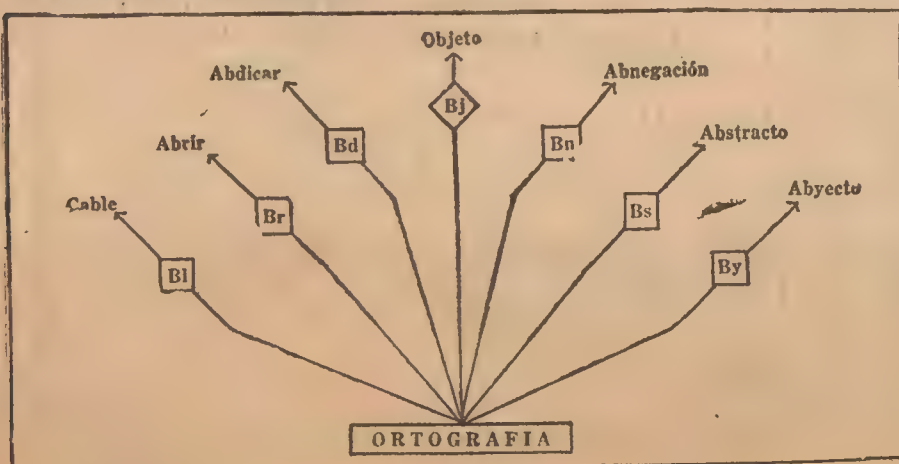 Objeto
Abdicar
Abnegación
Bj
Abrir
Bd
Bn
Abstracto
Cable
Br
Bs
Abyecto
Bl
By
ORTOGRAFIA